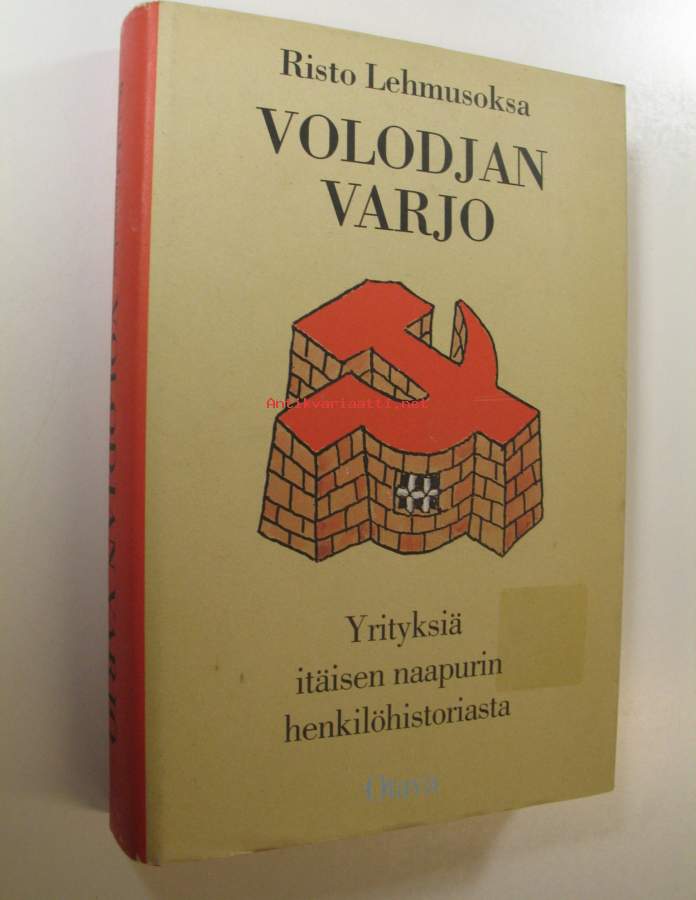 Risto Lehmusoksa
VOLODJAN
VARJO
Antikvariaatti.net
Yrityksiä
itäisen naapurin
henkilöhistoriasta
Otava